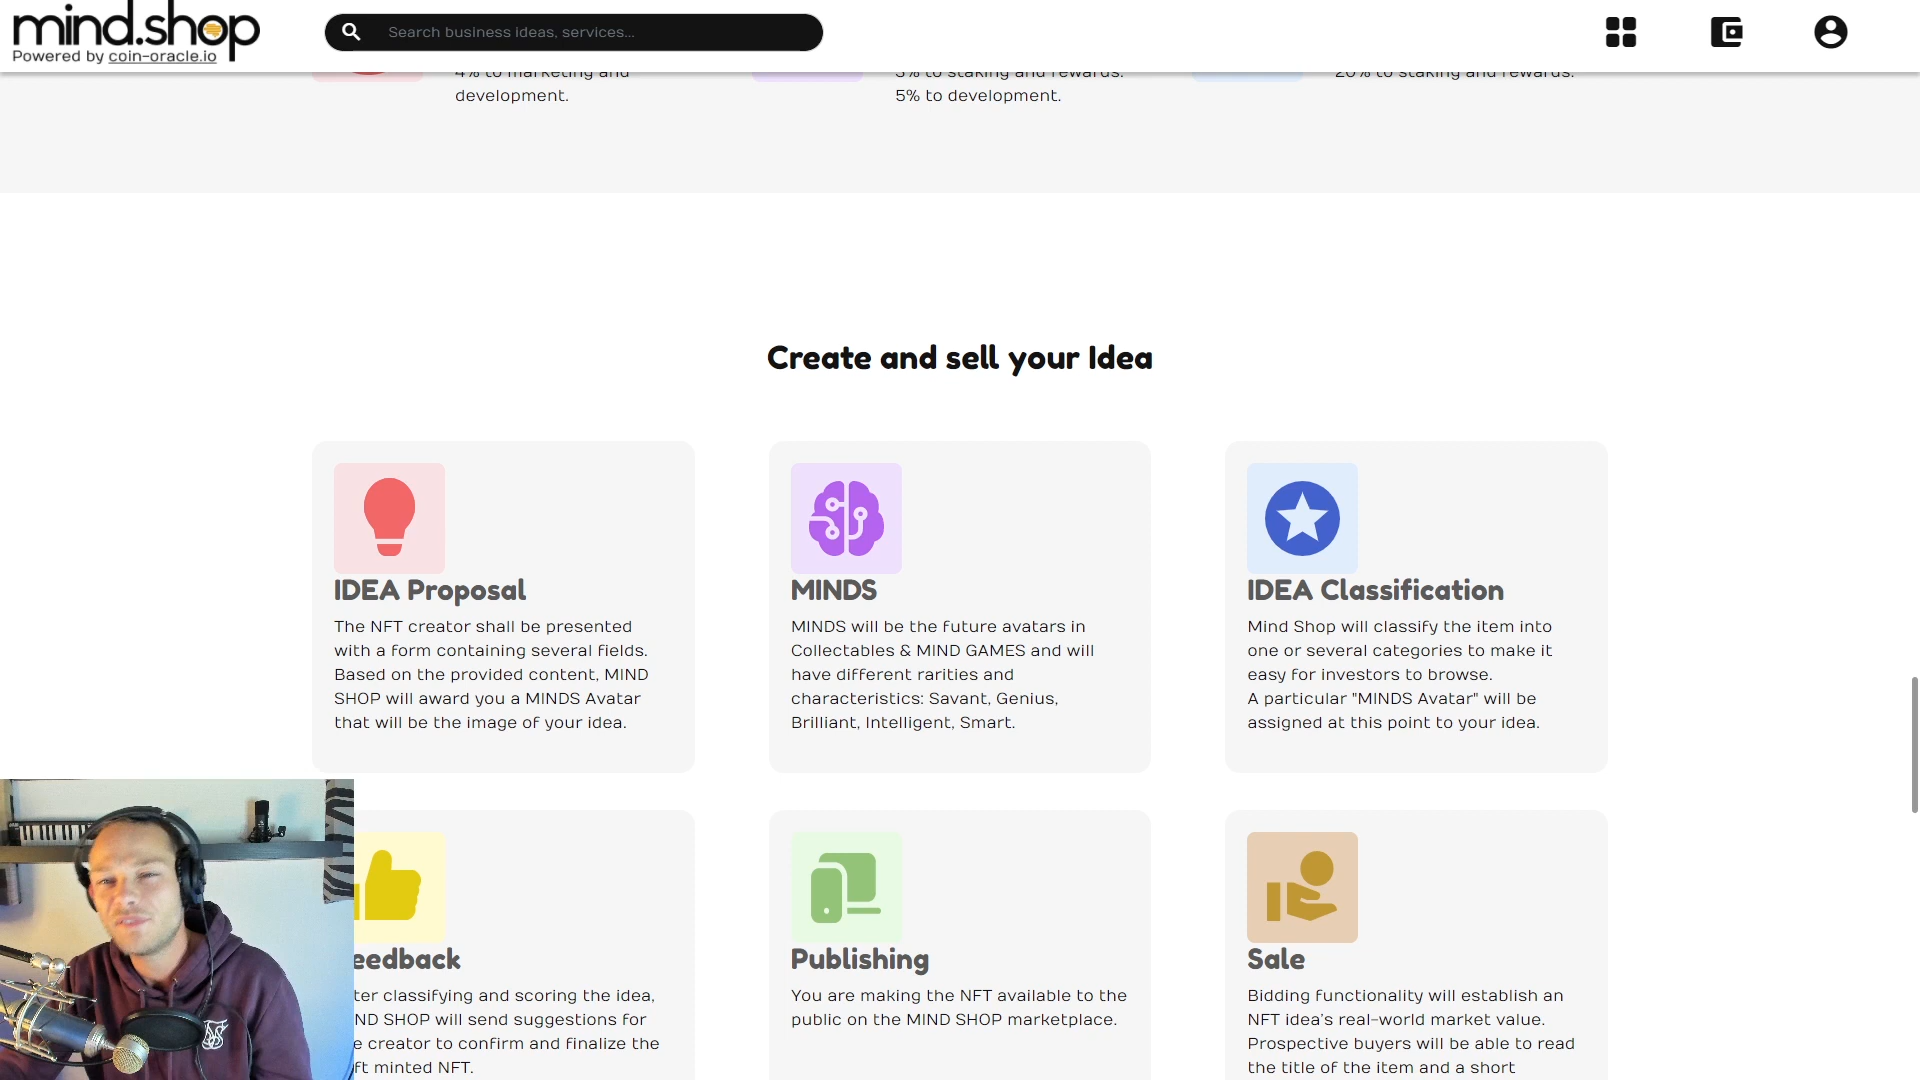 mind.shop
Powered by coin-oracle.io
Search business ideas, services...
4% to marketing and
development.
5% to development.
20% to staking and rewards.
Create and sell your Idea
IDEA Proposal
The NFT creator shall be presented
with a form containing several fields.
Based on the provided content, MIND
SHOP will award you a MINDS Avatar
that will be the image of your idea.
MINDS
MINDS will be the future avatars in
Collectables & MIND GAMES and will
have different rarities and
characteristics: Savant, Genius,
Brilliant, Intelligent, Smart.
IDEA Classification
Mind Shop will classify the item into
one or several categories to make it
easy for investors to browse.
A particular "MINDS Avatar" will be
assigned at this point to your idea.
eedback
ter classifying and scoring the idea,
ND SHOP will send suggestions for
e creator to confirm and finalize the
ft minted NFT.
Publishing
You are making the NFT available to the
public on the MIND SHOP marketplace.
Sale
Bidding functionality will establish an
NFT idea's real-world market value.
Prospective buyers will be able to read
the title of the item and a short